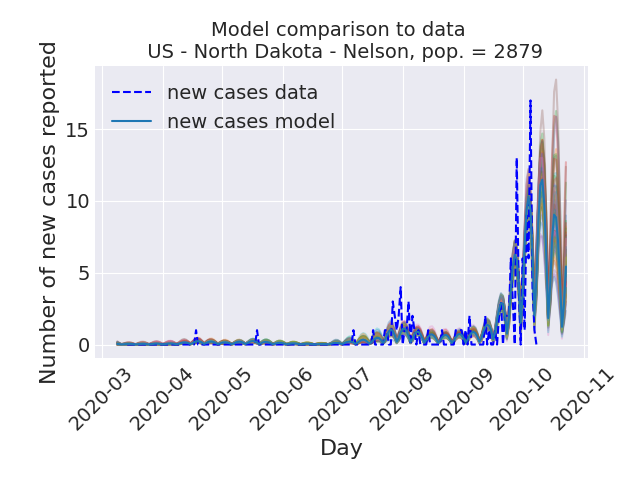 Model comparison to data
US - North Dakota - Nelson, pop. = 2879
Number of new cases reported
new cases data
new cases model
15
10
5
0
2020-03
2020-04
2020-05
2020-06
2020-07
2020-08
2020-09
2020-10
2020-11
Day